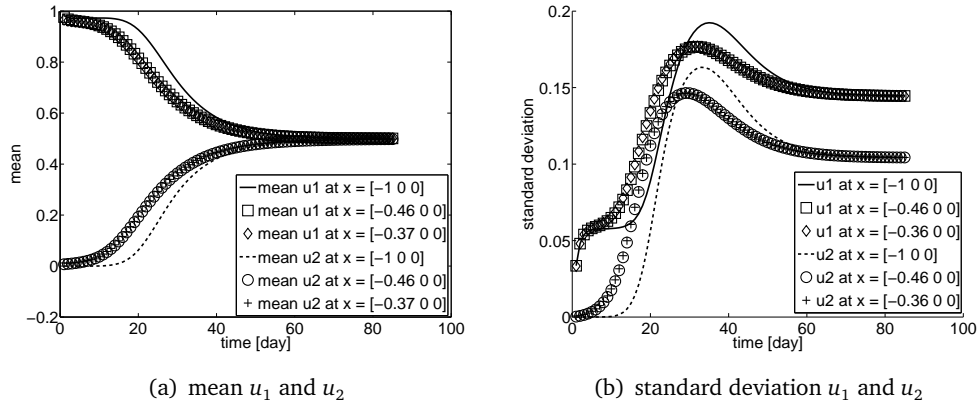 1
0.8
0.6
0.4
0.2
0
−0.2
mean
0 20 40 60 80 100
time [day]
mean u1 at x = [−1 0 0]
mean u1 at x = [−0.46 0 0]
mean u1 at x = [−0.37 0 0]
mean u2 at x = [−1 0 0]
mean u2 at x = [−0.46 0 0]
mean u2 at x = [−0.37 0 0]
(a) mean u1 and u2
0.2
0.15
0.1
0.05
0
standard deviation
0 20 40 60 80 100
time [day]
u1 at x = [−1 0 0]
u1 at x = [−0.46 0 0]
u1 at x = [−0.36 0 0]
u2 at x = [−1 0 0]
u2 at x = [−0.46 0 0]
u2 at x = [−0.36 0 0]
(b) standard deviation u1 and u2